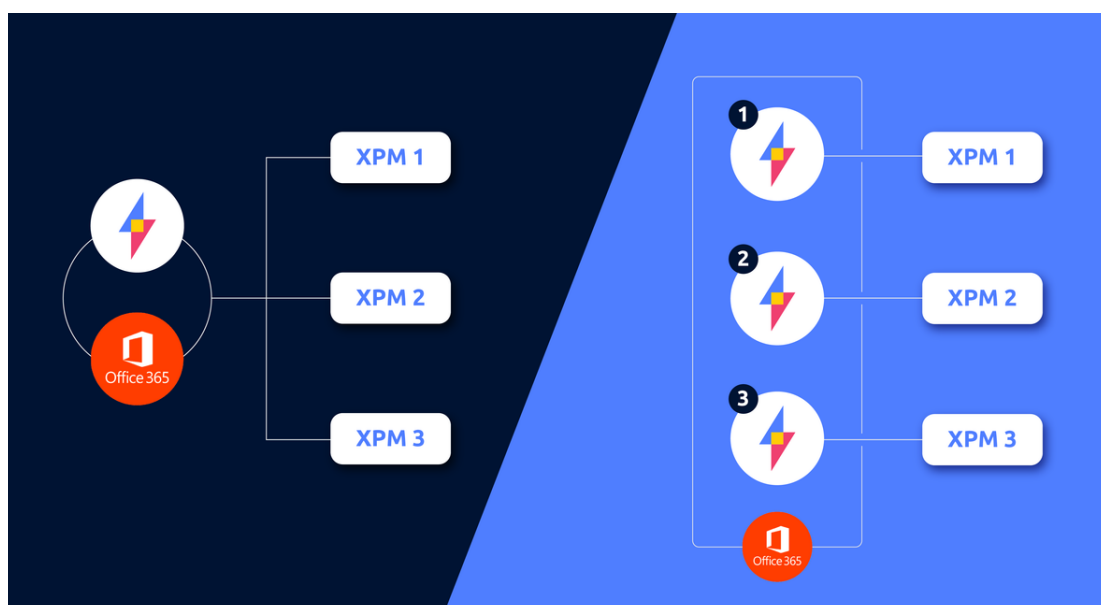 XPM 1
XPM 2
Office 365
XPM 3
1
XPM 1
2
XPM 2
3
XPM 3
Office 365